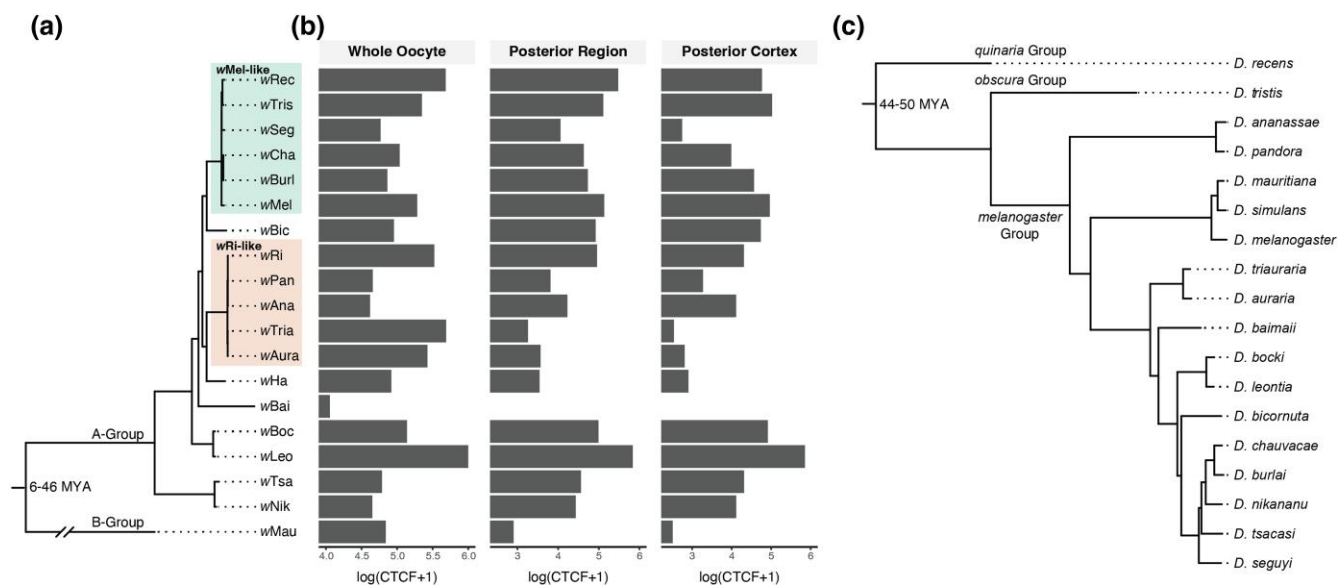 (a)
wMel-like
wRec
wTris
wSeg
wCha
wBurl
wMel
wBic
wRi-like
wRi
wPan
wAna
wTria
wAura
wHa
wBai
wBoc
wLeo
wTsa
wNik
wMau
A-Group
6-46 MYA
B-Group
(b)
Whole Oocyte
Posterior Region
Posterior Cortex
4.0 4.5 5.0 5.5 6.0
3 4 5 6
3 4 5 6
log(CTCF+1)
log(CTCF+1)
log(CTCF+1)
(c)
quinaria Group
obscura Group
44-50 MYA
melanogaster
Group
D. recens
D. tristis
D. ananassae
D. pandora
D. mauritiana
D. simulans
D. melanogaster
D. triauraria
D. auraria
D. baimaii
D. bocki
D. leontia
D. bicornuta
D. chauvacae
D. burlai
D. nikananu
D. tsacasi
D. seguyi